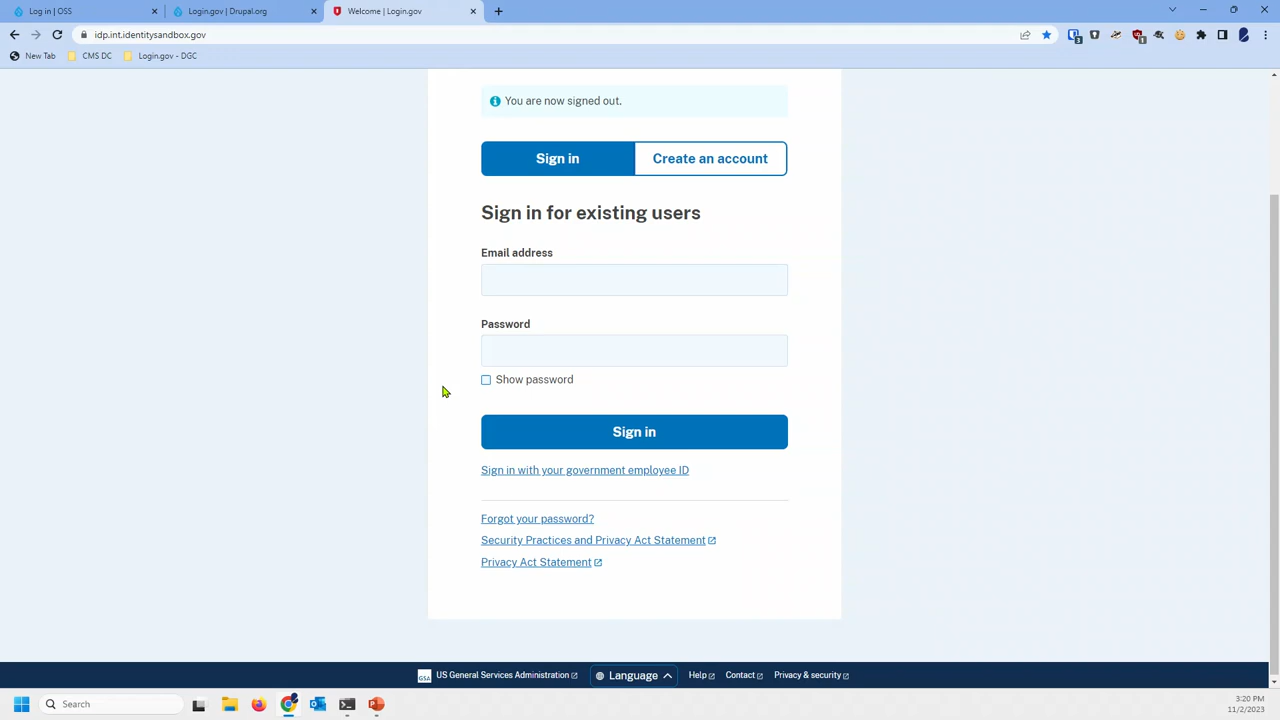 Log in | OSS
Login.gov | Drupal.org
Welcome | Login.gov
idp.int.identitysandbox.gov
New Tab
CMS DC
Login.gov - DGC
You are now signed out.
Sign in
Create an account
Sign in for existing users
Email address
Password
Show password
Sign in
Sign in with your government employee ID
Forgot your password?
Security Practices and Privacy Act Statement
Privacy Act Statement
GSA US General Services Administration
Language
Help
Contact
Privacy & security
Search
3:20 PM
11/2/2023